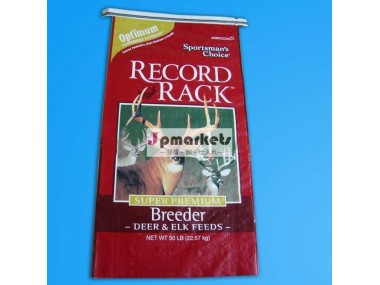 Optimum
Sportsman's
Choice
RECORD
RACK
Jpmarkets
SUPER PREMIUM
Breeder
DEER & ELK FEEDS
NET WT 50 LB (22.67 kg)